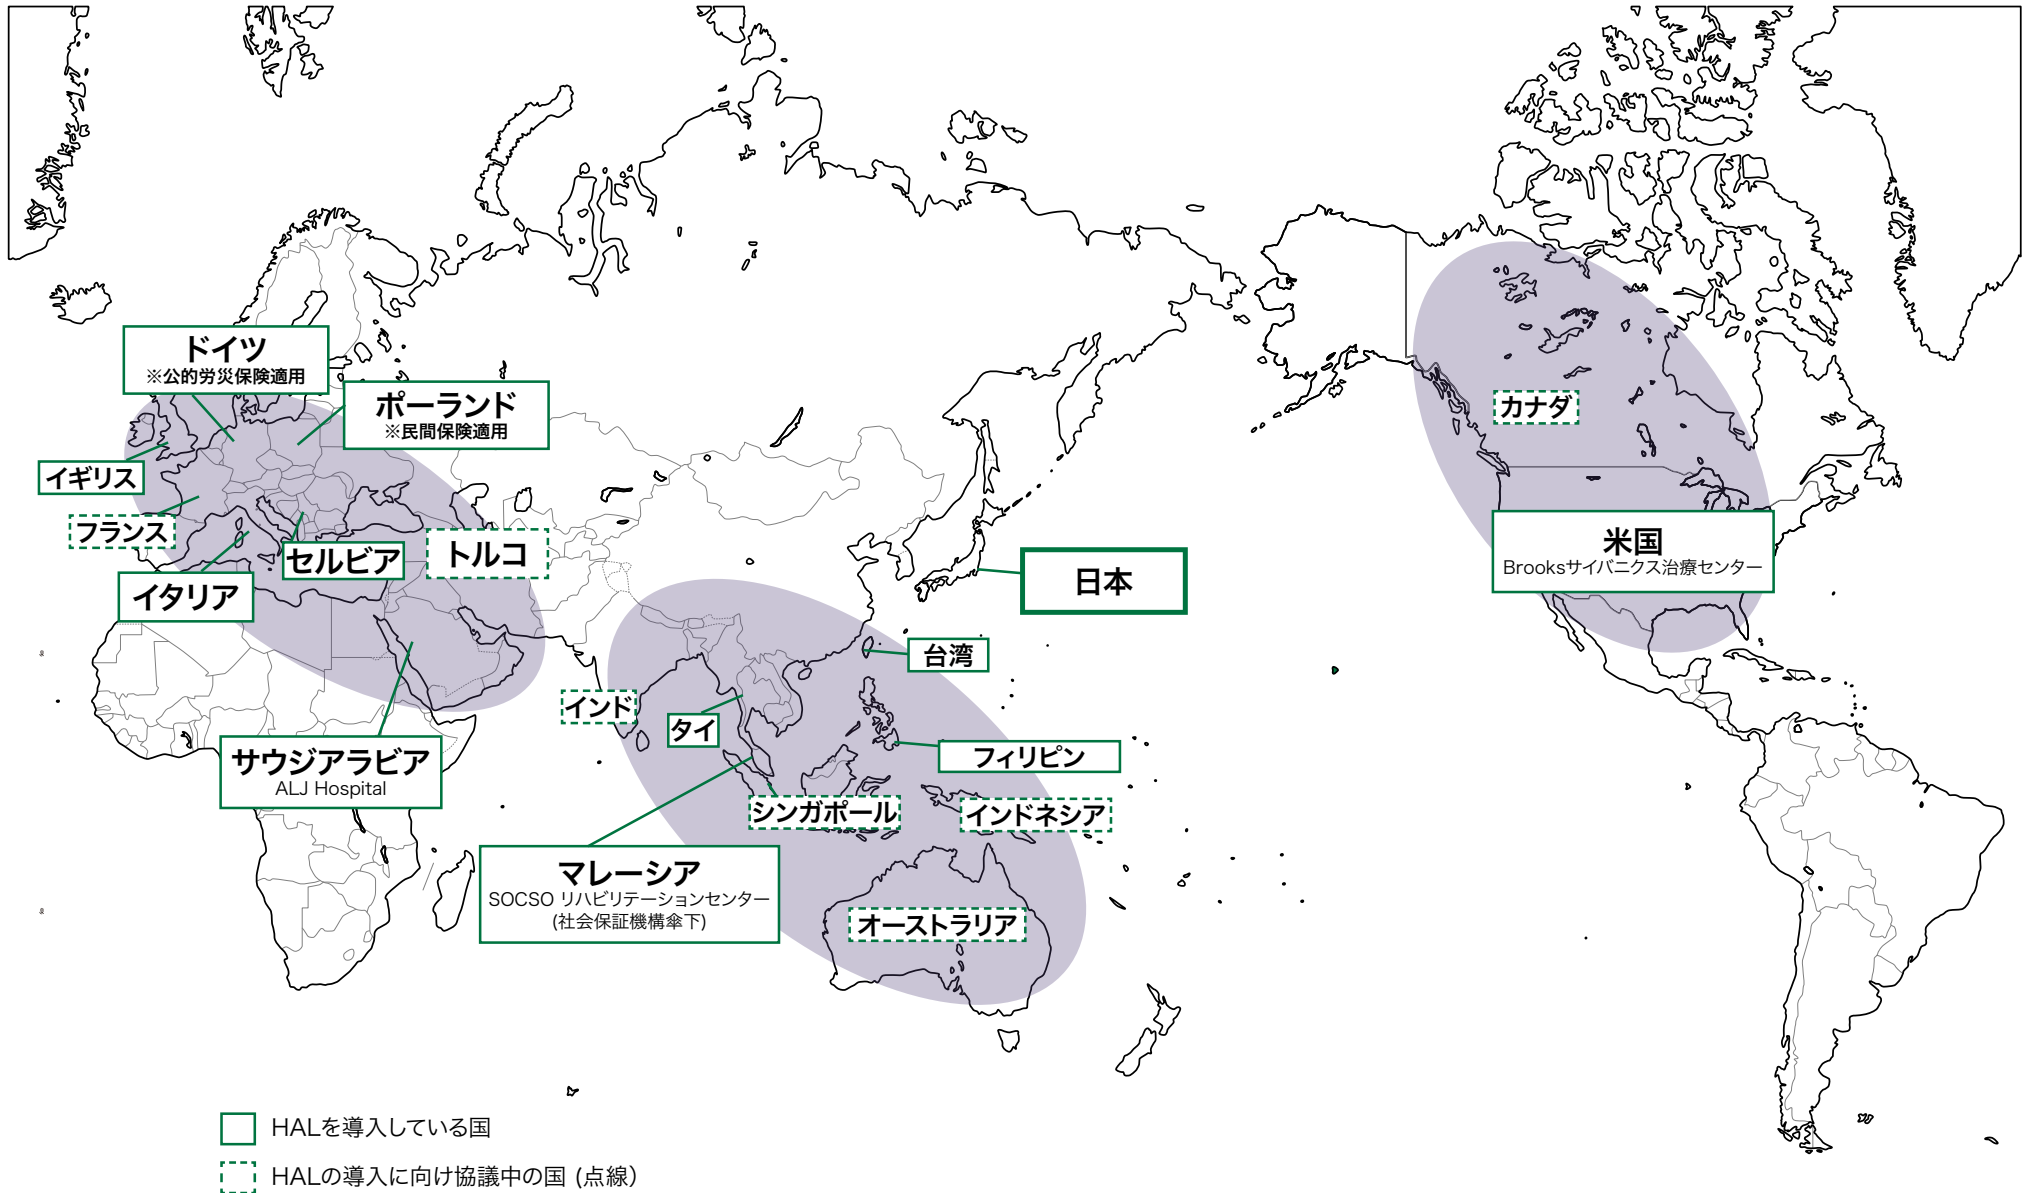 ドイツ
※公的労災保険適用
ポーランド
※民間保険適用
イギリス
フランス
セルビア
トルコ
イタリア
サウジアラビア
ALJ Hospital
日本
台湾
インド
タイ
フィリピン
シンガポール
インドネシア
マレーシア
SOCSO リハビリテーションセンター
(社会保証機構傘下)
オーストラリア
カナダ
米国
Brooksサイバニクス治療センター
HALを導入している国
HALの導入に向け協議中の国 (点線)